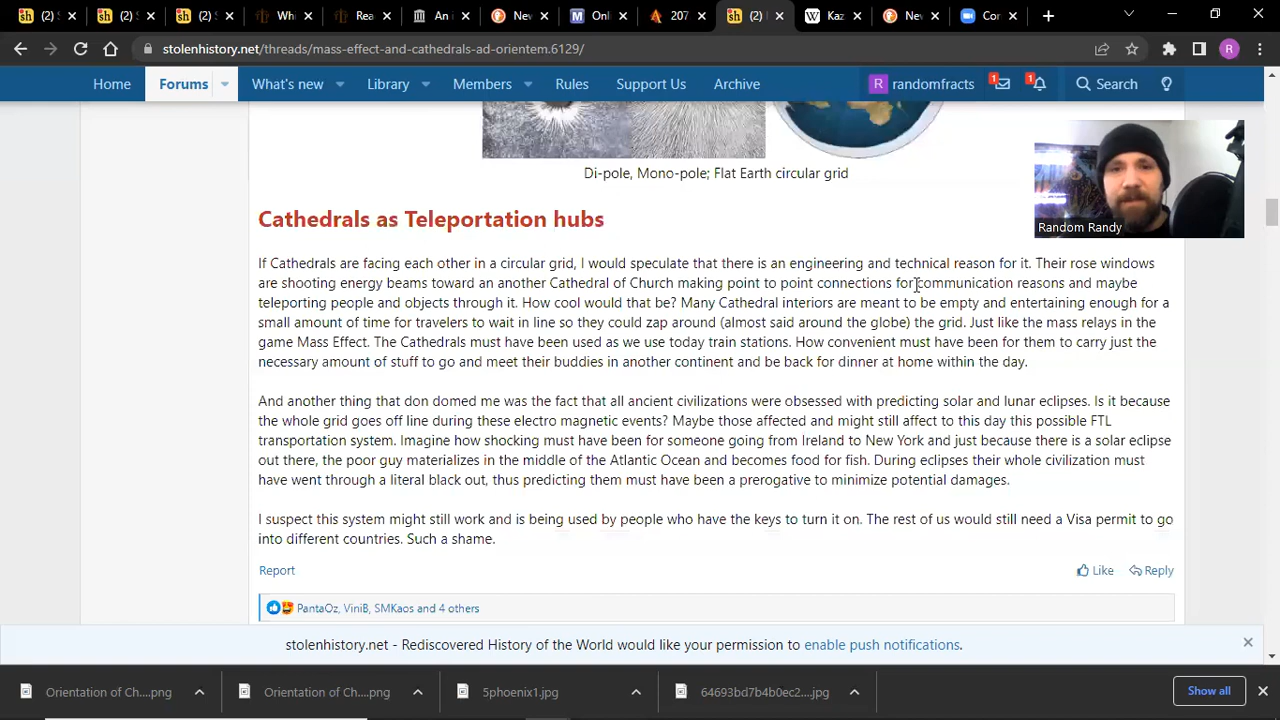 (2) S
(2) S
(2) S
Whi
Rea
An i
Nev
Onli
207
(2) I
Kaz
Nev
Con
stolenhistory.net/threads/mass-effect-and-cathedrals-ad-orientem.6129/
R
Home Forums What's new Library Members Rules Support Us Archive R randomfracts 1 1 Search
Di-pole, Mono-pole; Flat Earth circular grid
Random Randy
Cathedrals as Teleportation hubs
If Cathedrals are facing each other in a circular grid, I would speculate that there is an engineering and technical reason for it. Their rose windows
are shooting energy beams toward an another Cathedral of Church making point to point connections for communication reasons and maybe
teleporting people and objects through it. How cool would that be? Many Cathedral interiors are meant to be empty and entertaining enough for a
small amount of time for travelers to wait in line so they could zap around (almost said around the globe) the grid. Just like the mass relays in the
game Mass Effect. The Cathedrals must have been used as we use today train stations. How convenient must have been for them to carry just the
necessary amount of stuff to go and meet their buddies in another continent and be back for dinner at home within the day.
And another thing that don domed me was the fact that all ancient civilizations were obsessed with predicting solar and lunar eclipses. Is it because
the whole grid goes off line during these electro magnetic events? Maybe those affected and might still affect to this day this possible FTL
transportation system. Imagine how shocking must have been for someone going from Ireland to New York and just because there is a solar eclipse
out there, the poor guy materializes in the middle of the Atlantic Ocean and becomes food for fish. During eclipses their whole civilization must
have went through a literal black out, thus predicting them must have been a prerogative to minimize potential damages.
I suspect this system might still work and is being used by people who have the keys to turn it on. The rest of us would still need a Visa permit to go
into different countries. Such a shame.
Report Like Reply
PantaOz, ViniB, SMKaos and 4 others
stolenhistory.net - Rediscovered History of the World would like your permission to enable push notifications.
Orientation of Ch....png
Orientation of Ch....png
5phoenix1.jpg
64693bd7b4b0ec2....jpg
Show all